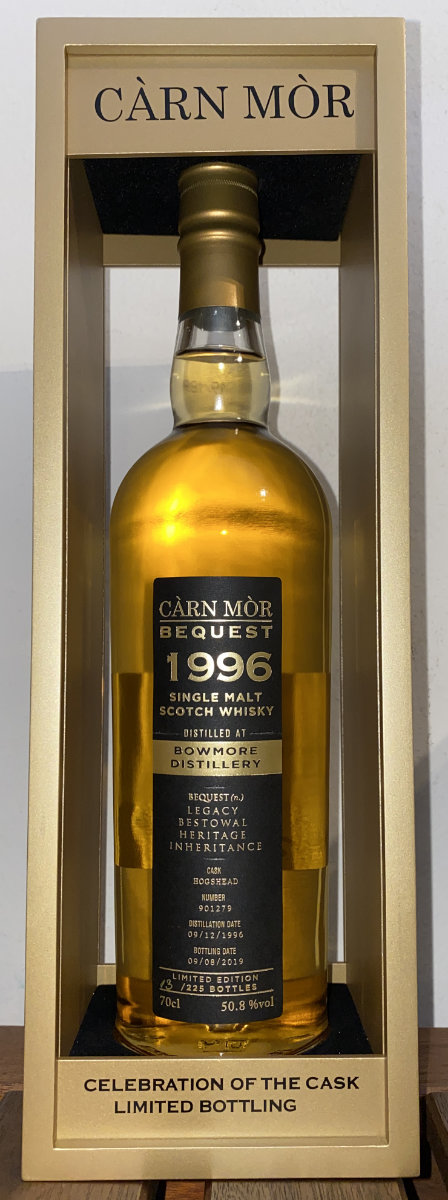 CÀRN MÒR
CÀRN MÒR
BEQUEST
1996
SINGLE MALT
SCOTCH WHISKY
DISTILLED AT
BOWMORE
DISTILLERY
BEQUEST (n.)
LEGACY
BESTOWAL
HERITAGE
INHERITANCE
CASK
HOGSHEAD
NUMBER
901279
DISTILLATION DATE
09/12/1996
BOTTLING DATE
09/08/2019
LIMITED EDITION
13 /225 BOTTLES
70cl 50.8 %vol
CELEBRATION OF THE CASK
LIMITED BOTTLING